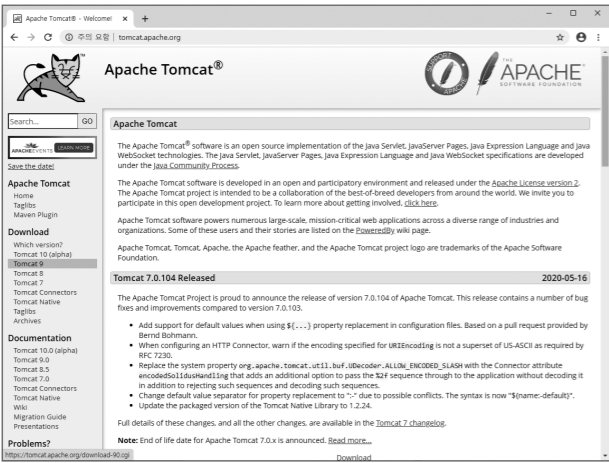 Apache Tomcat® - Welcome!
주의 요함 | tomcat.apache.org
Apache Tomcat®
SUPPORT APACHE
THE
APACHE
SOFTWARE FOUNDATION
Search... GO
APACHEEVENTS LEARN MORE
Save the date!
Apache Tomcat
Home
Taglibs
Maven Plugin
Download
Which version?
Tomcat 10 (alpha)
Tomcat 9
Tomcat 8
Tomcat 7
Tomcat Connectors
Tomcat Native
Taglibs
Archives
Documentation
Tomcat 10.0 (alpha)
Tomcat 9.0
Tomcat 8.5
Tomcat 7.0
Tomcat Connectors
Tomcat Native
Wiki
Migration Guide
Presentations
Problems?
https://tomcat.apache.org/download-90.cgi
Apache Tomcat
The Apache Tomcat® software is an open source implementation of the Java Servlet, JavaServer Pages, Java Expression Language and Java
WebSocket technologies. The Java Servlet, JavaServer Pages, Java Expression Language and Java WebSocket specifications are developed
under the Java Community Process.
The Apache Tomcat software is developed in an open and participatory environment and released under the Apache License version 2.
The Apache Tomcat project is intended to be a collaboration of the best-of-breed developers from around the world. We invite you to
participate in this open development project. To learn more about getting involved, click here.
Apache Tomcat software powers numerous large-scale, mission-critical web applications across a diverse range of industries and
organizations. Some of these users and their stories are listed on the PoweredBy wiki page.
Apache Tomcat, Tomcat, Apache, the Apache feather, and the Apache Tomcat project logo are trademarks of the Apache Software
Foundation.
Tomcat 7.0.104 Released 2020-05-16
The Apache Tomcat Project is proud to announce the release of version 7.0.104 of Apache Tomcat. This release contains a number of bug
fixes and improvements compared to version 7.0.103.
• Add support for default values when using ${...} property replacement in configuration files. Based on a pull request provided by
Bernd Bohmann.
• When configuring an HTTP Connector, warn if the encoding specified for URIEncoding is not a superset of US-ASCII as required by
RFC 7230.
• Replace the system property org.apache.tomcat.util.buf.UDecoder.ALLOW_ENCODED_SLASH with the Connector attribute
encodedSolidusHandling that adds an additional option to pass the %2f sequence through to the application without decoding it
in addition to rejecting such sequences and decoding such sequences.
• Change default value separator for property replacement to ":-" due to possible conflicts. The syntax is now "${name:-default}".
• Update the packaged version of the Tomcat Native Library to 1.2.24.
Full details of these changes, and all the other changes, are available in the Tomcat 7 changelog.
Note: End of life date for Apache Tomcat 7.0.x is announced. Read more...
Download